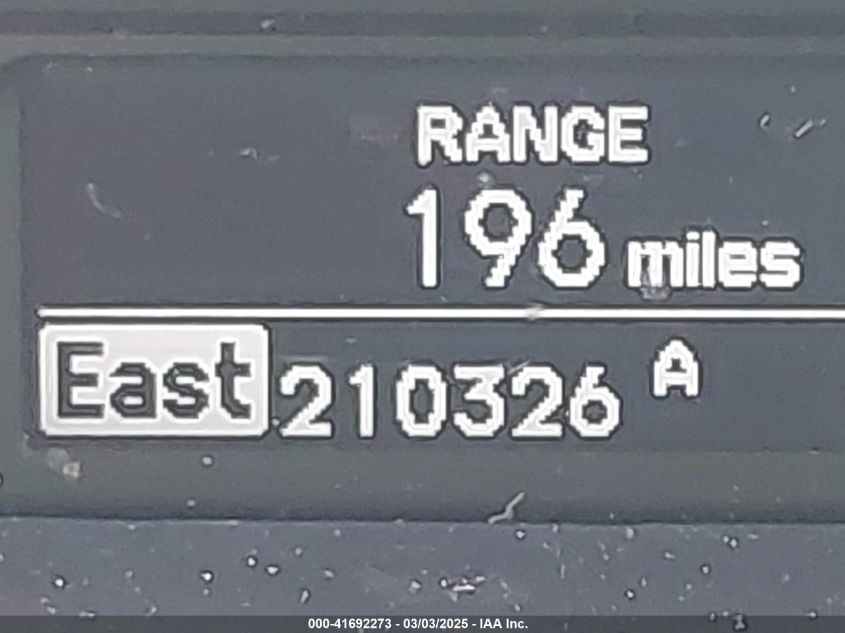 RANGE
196 miles
East 210326 A
000-41692273 - 03/03/2025 - IAA Inc.